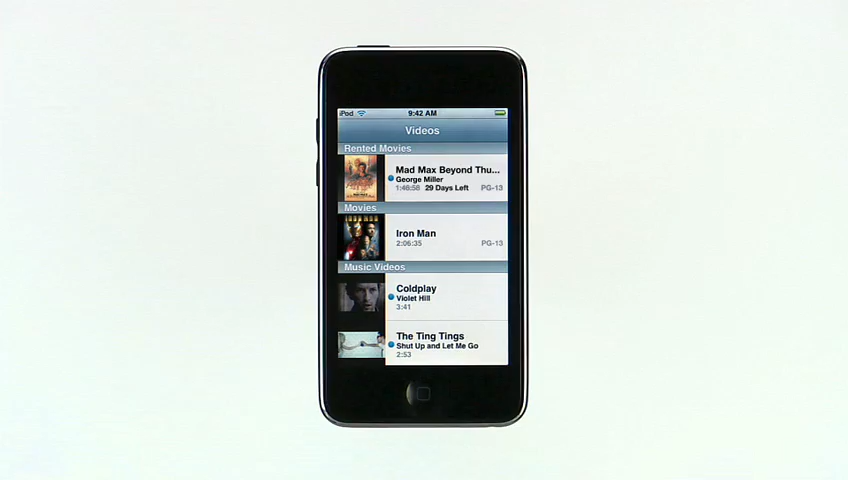 iPod 9:42 AM
Videos
Rented Movies
Mad Max Beyond Thu...
George Miller
1:46:58 29 Days Left PG-13
Movies
Iron Man
2:06:35 PG-13
Music Videos
Coldplay
Violet Hill
3:41
The Ting Tings
Shut Up and Let Me Go
2:53